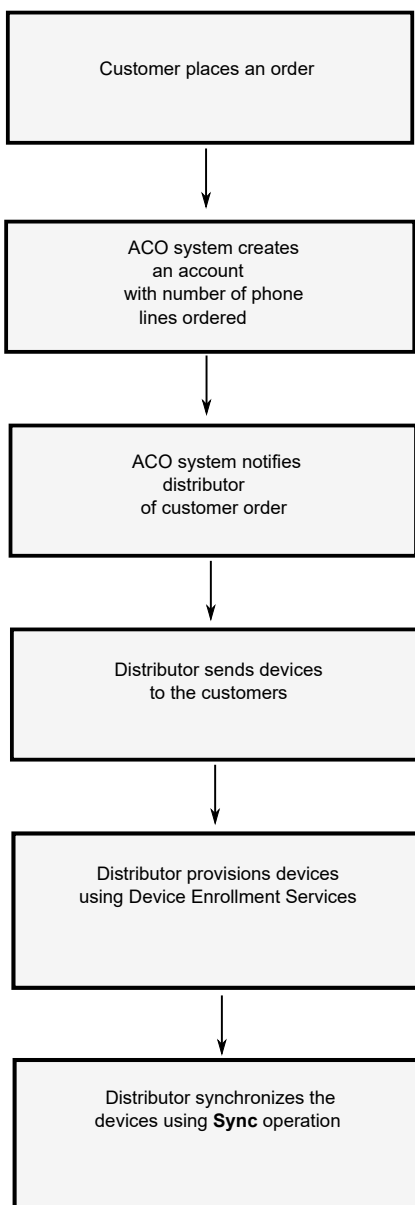 Customer places an order
ACO system creates
an account
with number of phone
lines ordered
ACO system notifies
distributor
of customer order
Distributor sends devices
to the customers
Distributor provisions devices
using Device Enrollment Services
Distributor synchronizes the
devices using Sync operation